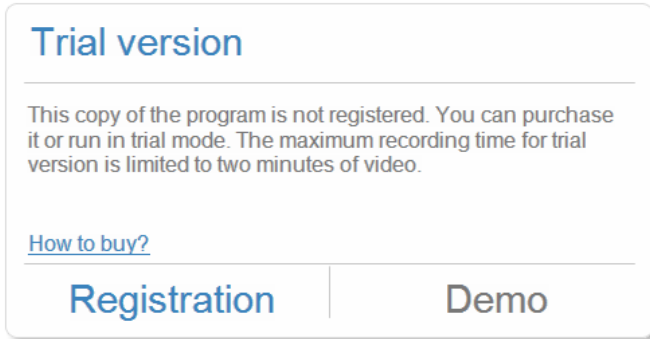 Trial version
This copy of the program is not registered. You can purchase
it or run in trial mode. The maximum recording time for trial
version is limited to two minutes of video.
How to buy?
Registration
Demo